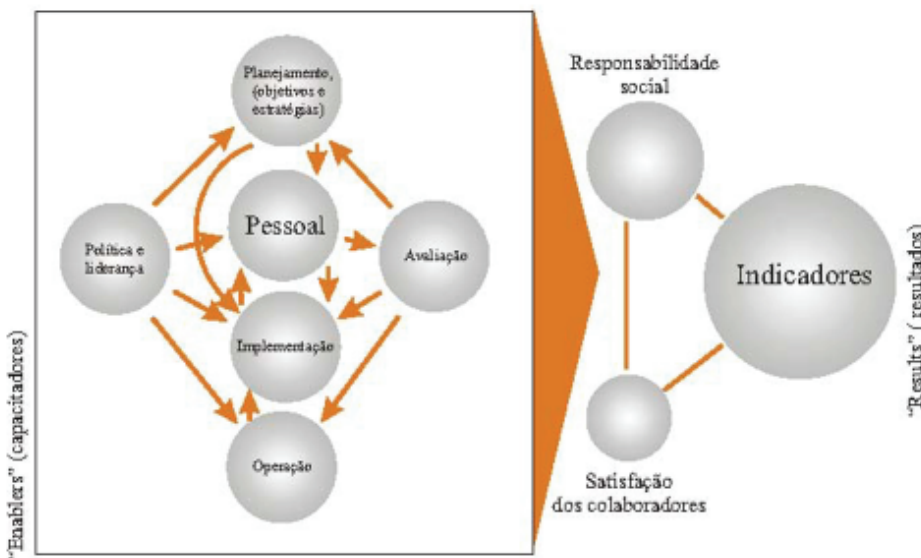 Planejamento,
(objetivos e
estratégias)
Pessoal
Política e
liderança
Avaliação
Implementação
Operação
"Enablers" (capacitadores)
Responsabilidade
social
Indicadores
Satisfação
dos colaboradores
"Results" ( resultados)